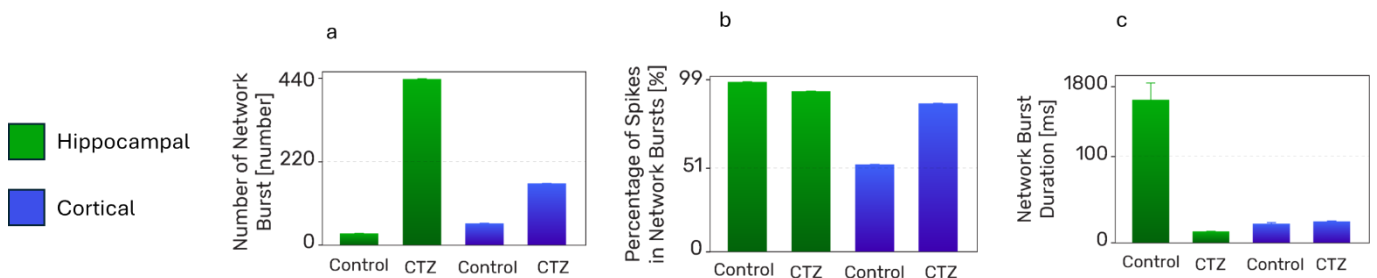 a
b
c
Hippocampal
Cortical
Number of Network
Burst [number]
440
220
0
Control
CTZ
Control
CTZ
Percentage of Spikes
in Network Bursts [%]
99
51
0
Control
CTZ
Control
CTZ
Network Burst
Duration [ms]
1800
100
0
Control
CTZ
Control
CTZ